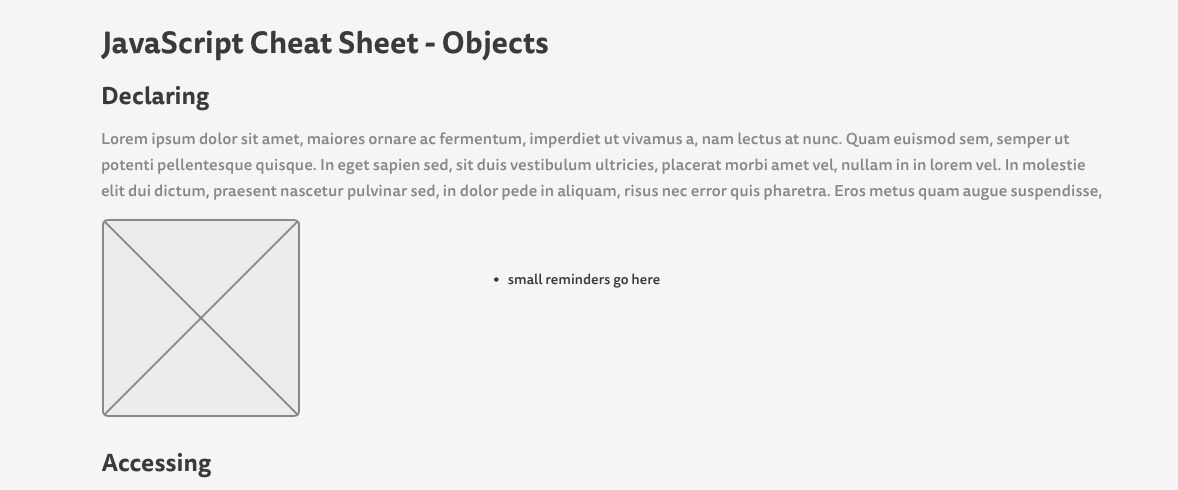 JavaScript Cheat Sheet - Objects
Declaring
Lorem ipsum dolor sit amet, maiores ornare ac fermentum, imperdiet ut vivamus a, nam lectus at nunc. Quam euismod sem, semper ut
potenti pellentesque quisque. In eget sapien sed, sit duis vestibulum ultricies, placerat morbi amet vel, nullam in in lorem vel. In molestie
elit dui dictum, praesent nascetur pulvinar sed, in dolor pede in aliquam, risus nec error quis pharetra. Eros metus quam augue suspendisse,
• small reminders go here
Accessing